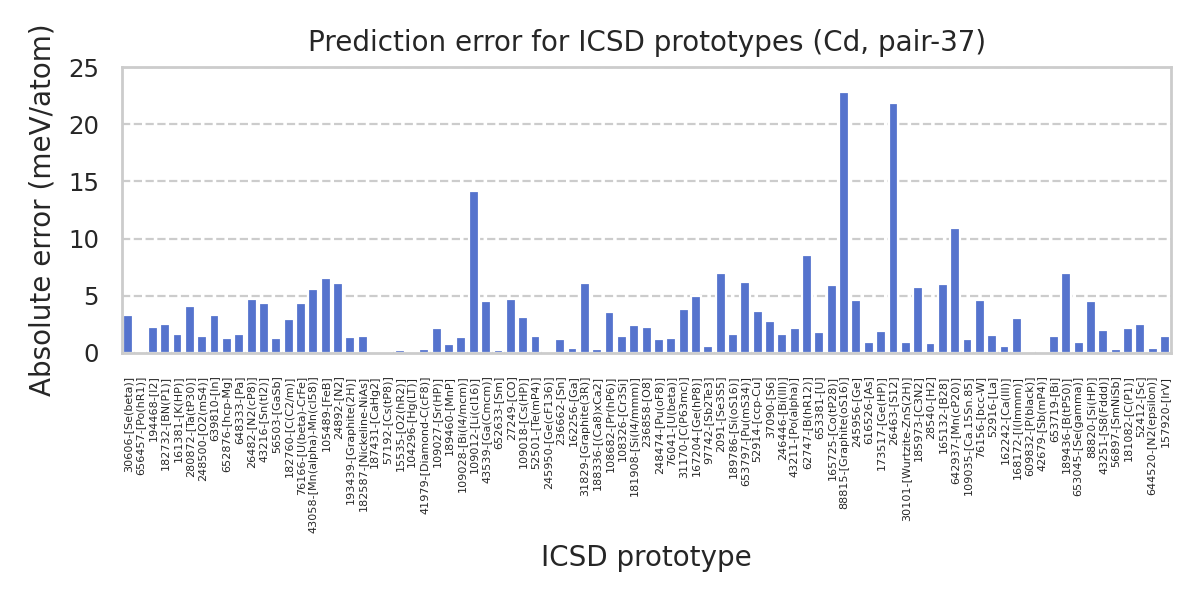 Prediction error for ICSD prototypes (Cd, pair-37)
Absolute error (meV/atom)
25
20
15
10
5
0
30606-[Se(beta)]
656457-[Po(hR1)]
194468-[I2]
182732-[BN(P1)]
161381-[K(HP)]
280872-[Ta(tP30)]
248500-[O2(mS4)]
639810-[In]
652876-[hcp-Mg]
648333-[Pa]
26482-[N2(cP8)]
43216-[Sn(tI2)]
56503-[GaSb]
182760-[C(C2/m)]
76166-[U(beta)-CrFe]
43058-[Mn(alpha)-Mn(cI58)]
105489-[FeB]
24892-[N2]
193439-[Graphite(2H)]
182587-[Nickeline-NiAs]
187431-[CaHg2]
57192-[Cs(tP8)]
15535-[O2(hR2)]
104296-[Hg(LT)]
41979-[Diamond-C(cF8)]
109027-[Sr(HP)]
189460-[MnP]
109028-[Bi(I4/mcm)]
109012-[Li(cI16)]
43539-[Ga(Cmcm)]
652633-[Sm]
27249-[CO]
109018-[Cs(HP)]
52501-[Te(mP4)]
245950-[Ge(cF136)]
236662-[Sn]
162256-[Ga]
31829-[Graphite(3R)]
188336-[(Ca8)xCa2]
108682-[Pr(hP6)]
108326-[Cr3Si]
181908-[Si(I4/mmm)]
236858-[O8]
248474-[Pu(oF8)]
76041-[U(beta)]
31170-[C(P63mc)]
167204-[Ge(hP8)]
97742-[Sb2Te3]
2091-[Se3S5]
189786-[Si(oS16)]
653797-[Pu(mS34)]
52914-[ccp-Cu]
37090-[S6]
246446-[Bi(III)]
43211-[Po(alpha)]
62747-[B(hR12)]
653381-[U]
165725-[Co(tP28)]
88815-[Graphite(oS16)]
245956-[Ge]
616526-[As]
173517-[Ge(HP)]
26463-[S12]
30101-[Wurtzite-ZnS(2H)]
185973-[C3N2]
28540-[H2]
165132-[B28]
642937-[Mn(cP20)]
109035-[Ca.15Sn.85]
76156-[bcc-W]
52916-[La]
162242-[Ca(III)]
168172-[I(Immm)]
609832-[P(black)]
42679-[Sb(mP4)]
653719-[Bi]
189436-[B(tP50)]
653045-[Se(gamma)]
88820-[Si(HP)]
43251-[S8(Fddd)]
56897-[SmNiSb]
181082-[C(P1)]
52412-[Sc]
644520-[N2(epsilon)]
157920-[IrV]
ICSD prototype